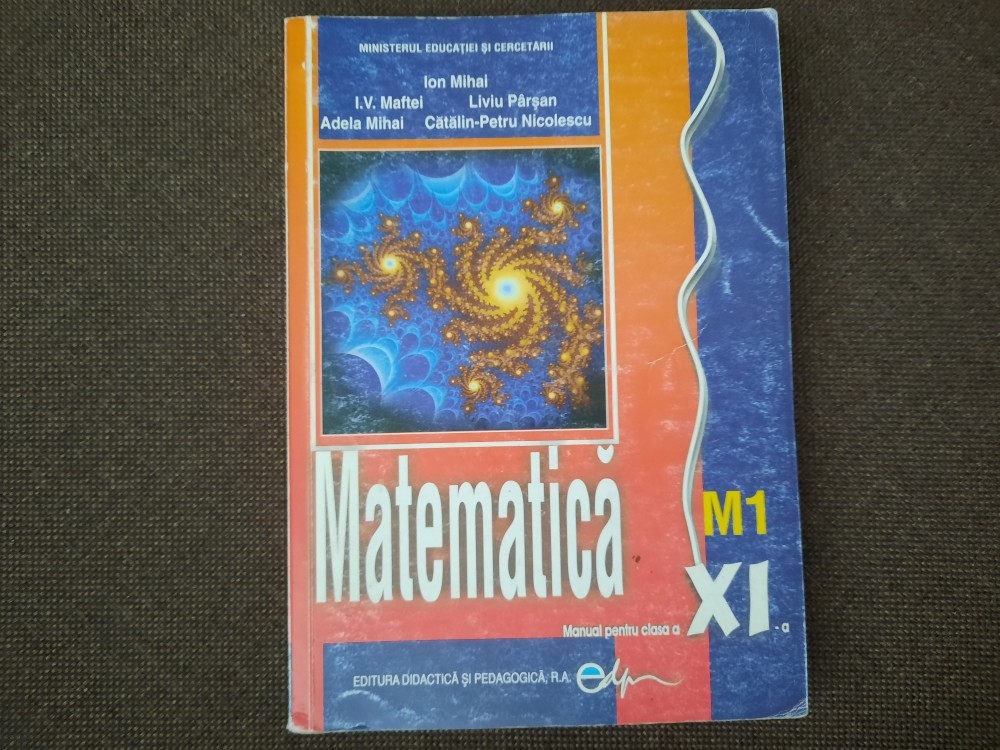 MINISTERUL EDUCAȚIEI ȘI CERCETĂRII
Ion Mihai
I.V. Maftei Liviu Pârșan
Adela Mihai Cătălin-Petru Nicolescu
Matematică
M1
Manual pentru clasa a XI-a
EDITURA DIDACTICĂ ȘI PEDAGOGICĂ, R.A. edp